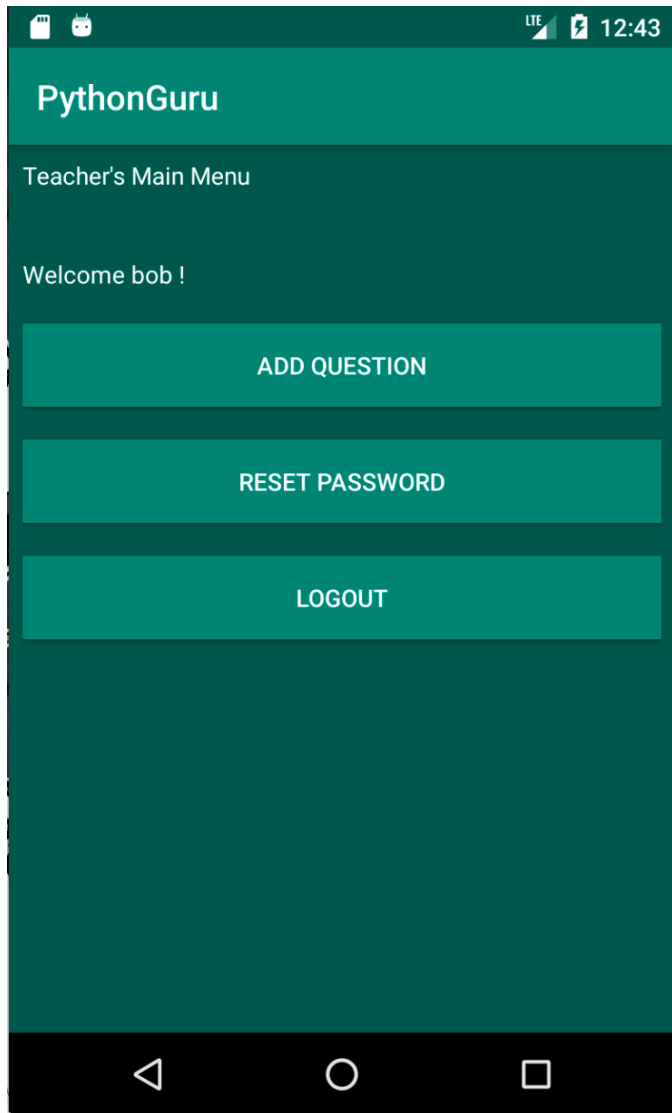 LTE 12:43
PythonGuru
Teacher's Main Menu
Welcome bob !
ADD QUESTION
RESET PASSWORD
LOGOUT